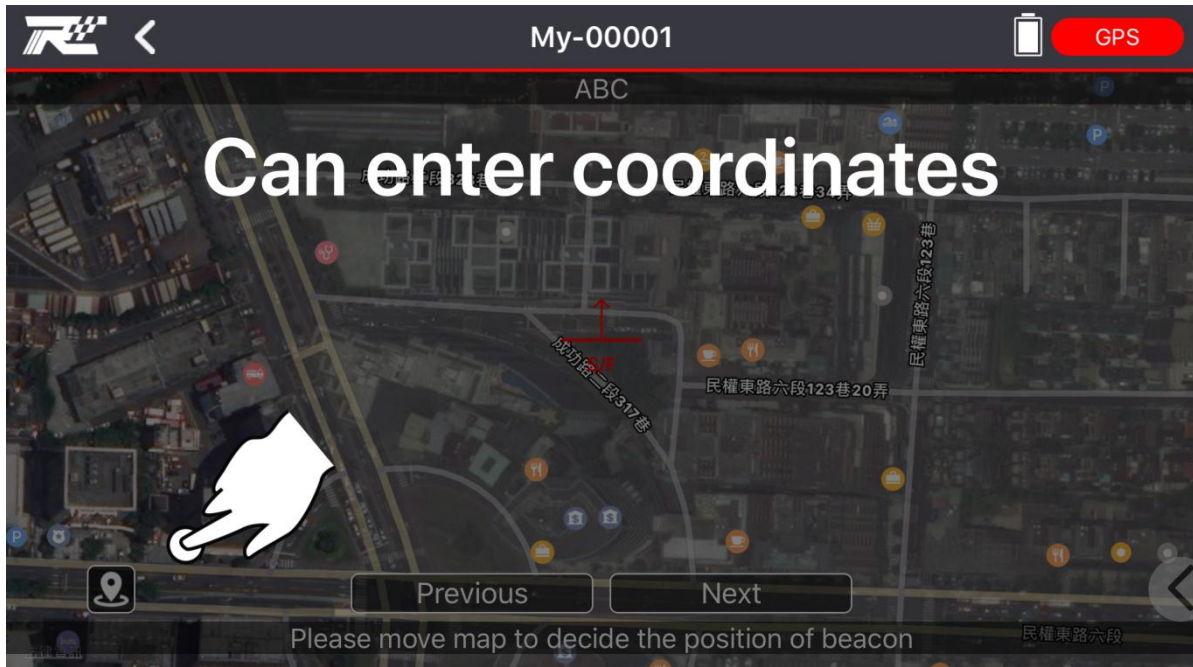 My-00001
GPS
ABC
Can enter coordinates
民權東路六段123巷
成功路二段317巷
S/F
民權東路六段123巷20弄
Previous
Next
Please move map to decide the position of beacon
民權東路六段
P
P
P